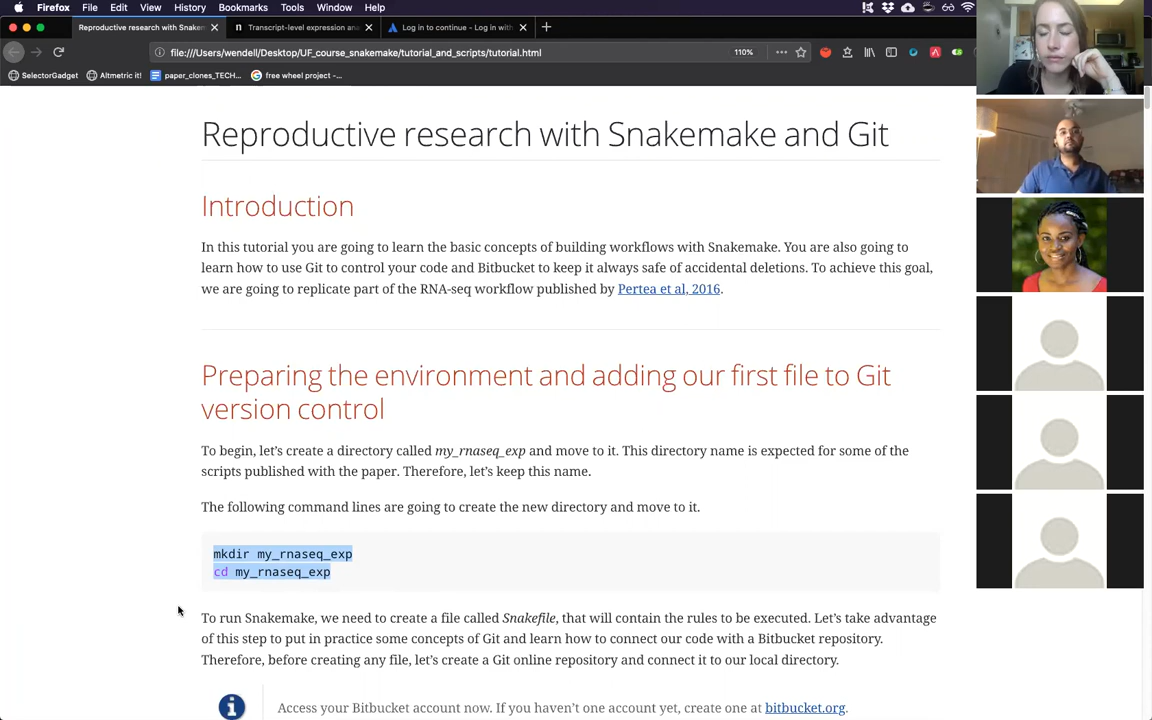 Firefox File Edit View History Bookmarks Tools Window Help
Reproductive research with Snakem
Transcript-level expression ana
Log in to continue - Log in with
file:///Users/wendell/Desktop/UF_course_snakemake/tutorial_and_scripts/tutorial.html
110%
SelectorGadget Altmetric it! paper_clones_TECH... free wheel project -...
Reproductive research with Snakemake and Git
Introduction
In this tutorial you are going to learn the basic concepts of building workflows with Snakemake. You are also going to
learn how to use Git to control your code and Bitbucket to keep it always safe of accidental deletions. To achieve this goal,
we are going to replicate part of the RNA-seq workflow published by Pertea et al, 2016.
Preparing the environment and adding our first file to Git
version control
To begin, let's create a directory called my_rnaseq_exp and move to it. This directory name is expected for some of the
scripts published with the paper. Therefore, let's keep this name.
The following command lines are going to create the new directory and move to it.
mkdir my_rnaseq_exp
cd my_rnaseq_exp
To run Snakemake, we need to create a file called Snakefile, that will contain the rules to be executed. Let's take advantage
of this step to put in practice some concepts of Git and learn how to connect our code with a Bitbucket repository.
Therefore, before creating any file, let's create a Git online repository and connect it to our local directory.
Access your Bitbucket account now. If you haven't one account yet, create one at bitbucket.org.